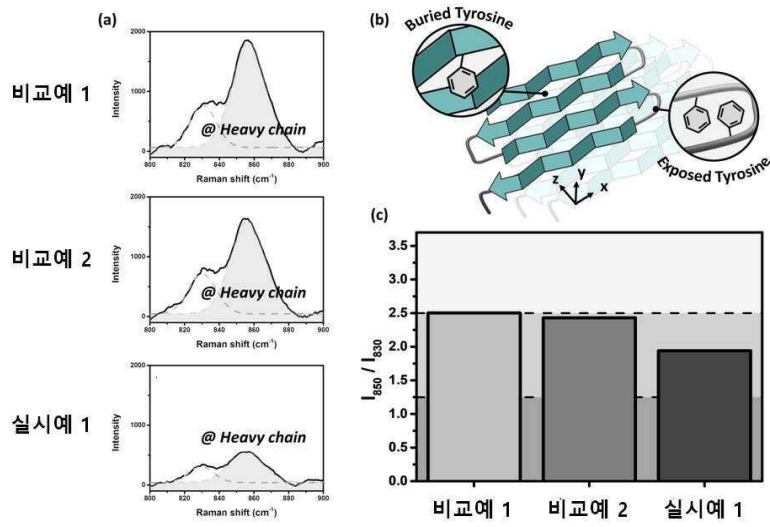 (a)
비교예 1
2000
1000
0
Intensity
@ Heavy chain
800 820 840 860 880 900
Raman shift (cm⁻¹)
비교예 2
2000
1000
0
Intensity
@ Heavy chain
800 820 840 860 880 900
Raman shift (cm⁻¹)
실시예 1
2000
1000
0
Intensity
@ Heavy chain
800 820 840 860 880 900
Raman shift (cm⁻¹)
(b)
Buried Tyrosine
Exposed Tyrosine
z y x
(c)
3.5
3.0
2.5
2.0
1.5
1.0
0.5
0.0
I₈₅₀ / I₈₃₀
비교예 1 비교예 2 실시예 1